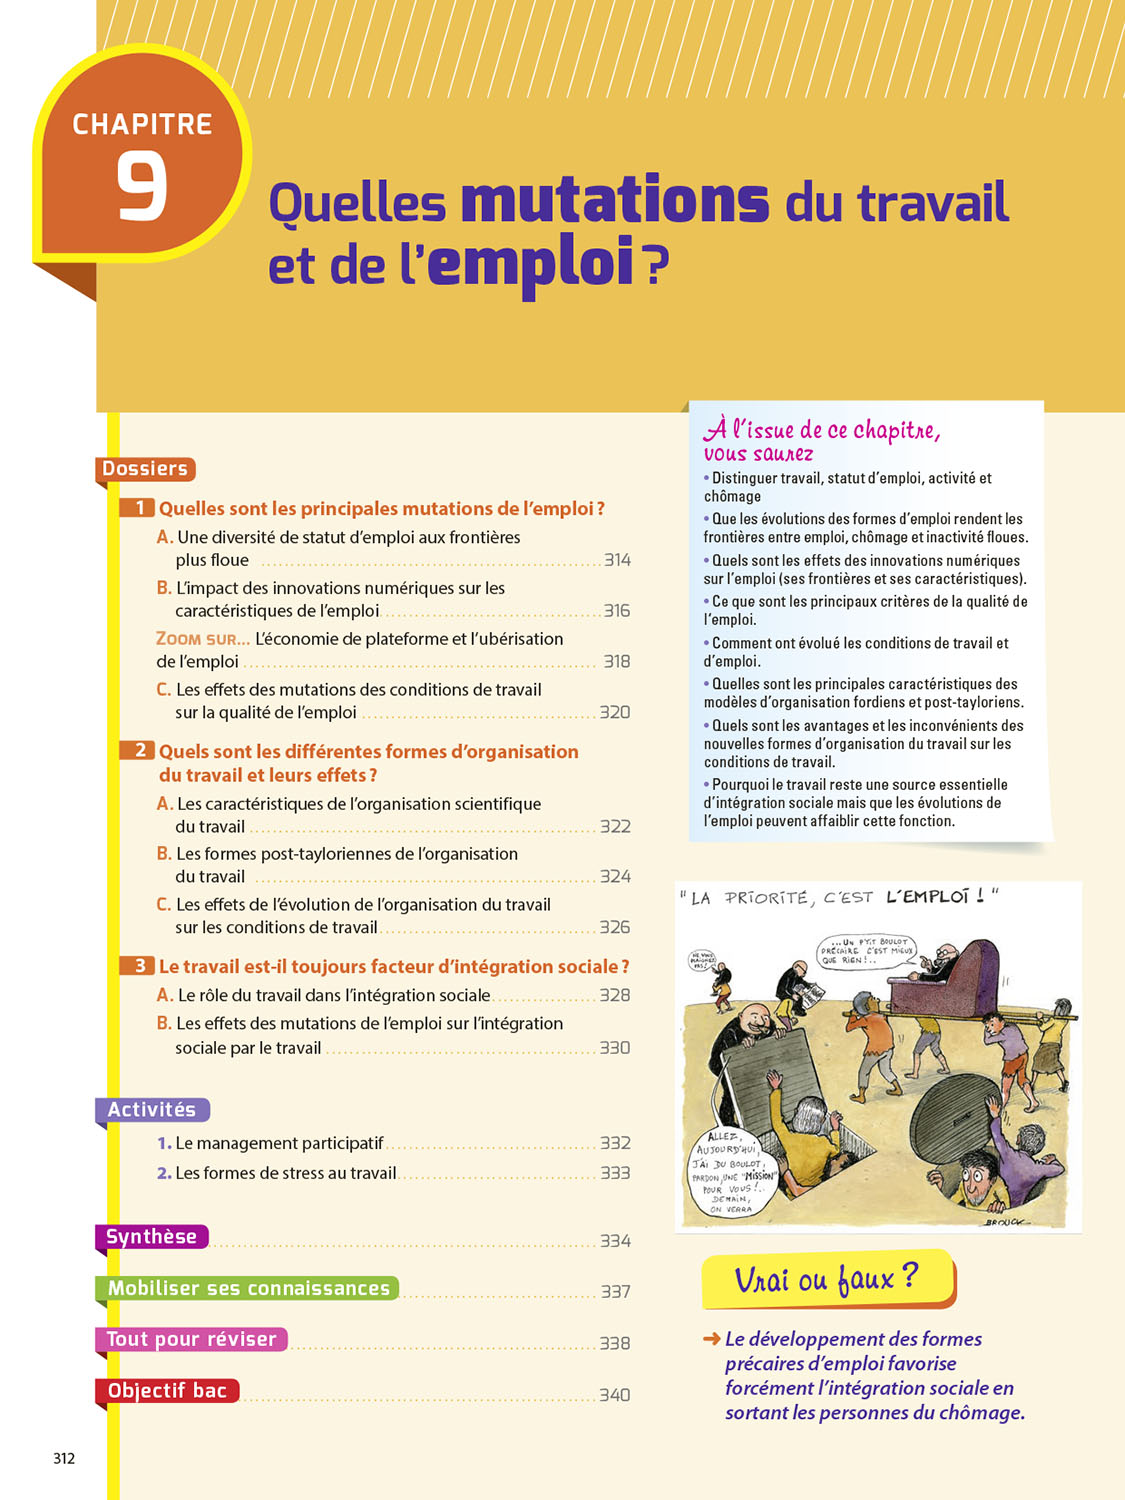 CHAPITRE
9
Quelles mutations du travail
et de l'emploi ?
Dossiers
1 Quelles sont les principales mutations de l'emploi ?
A. Une diversité de statut d'emploi aux frontières
plus floue 314
B. L'impact des innovations numériques sur les
caractéristiques de l'emploi 316
ZOOM SUR... L'économie de plateforme et l'ubérisation
de l'emploi 318
C. Les effets des mutations des conditions de travail
sur la qualité de l'emploi 320
2 Quels sont les différentes formes d'organisation
du travail et leurs effets ?
A. Les caractéristiques de l'organisation scientifique
du travail 322
B. Les formes post-tayloriennes de l'organisation
du travail 324
C. Les effets de l'évolution de l'organisation du travail
sur les conditions de travail 326
3 Le travail est-il toujours facteur d'intégration sociale ?
A. Le rôle du travail dans l'intégration sociale 328
B. Les effets des mutations de l'emploi sur l'intégration
sociale par le travail 330
Activités
1. Le management participatif 332
2. Les formes de stress au travail 333
Synthèse 334
Mobiliser ses connaissances 337
Tout pour réviser 338
Objectif bac 340
312
À l'issue de ce chapitre,
vous saurez
• Distinguer travail, statut d'emploi, activité et
chômage
• Que les évolutions des formes d'emploi rendent les
frontières entre emploi, chômage et inactivité floues.
• Quels sont les effets des innovations numériques
sur l'emploi (ses frontières et ses caractéristiques).
• Ce que sont les principaux critères de la qualité de
l'emploi.
• Comment ont évolué les conditions de travail et
d'emploi.
• Quelles sont les principales caractéristiques des
modèles d'organisation fordiens et post-tayloriens.
• Quels sont les avantages et les inconvénients des
nouvelles formes d'organisation du travail sur les
conditions de travail.
• Pourquoi le travail reste une source essentielle
d'intégration sociale mais que les évolutions de
l'emploi peuvent affaiblir cette fonction.
"LA PRIORITÉ, C'EST L'EMPLOI !"
NE VOUS
PLAIGNEZ
PAS !
...UN P'TIT BOULOT
PRÉCAIRE C'EST MIEUX
QUE RIEN !..
ALLEZ,
AUJOURD'HUI,
J'AI DU BOULOT,
PARDON, UNE "MISSION"
POUR VOUS !..
DEMAIN,
ON VERRA
BROUCK
Vrai ou faux ?
➜ Le développement des formes
précaires d'emploi favorise
forcément l'intégration sociale en
sortant les personnes du chômage.